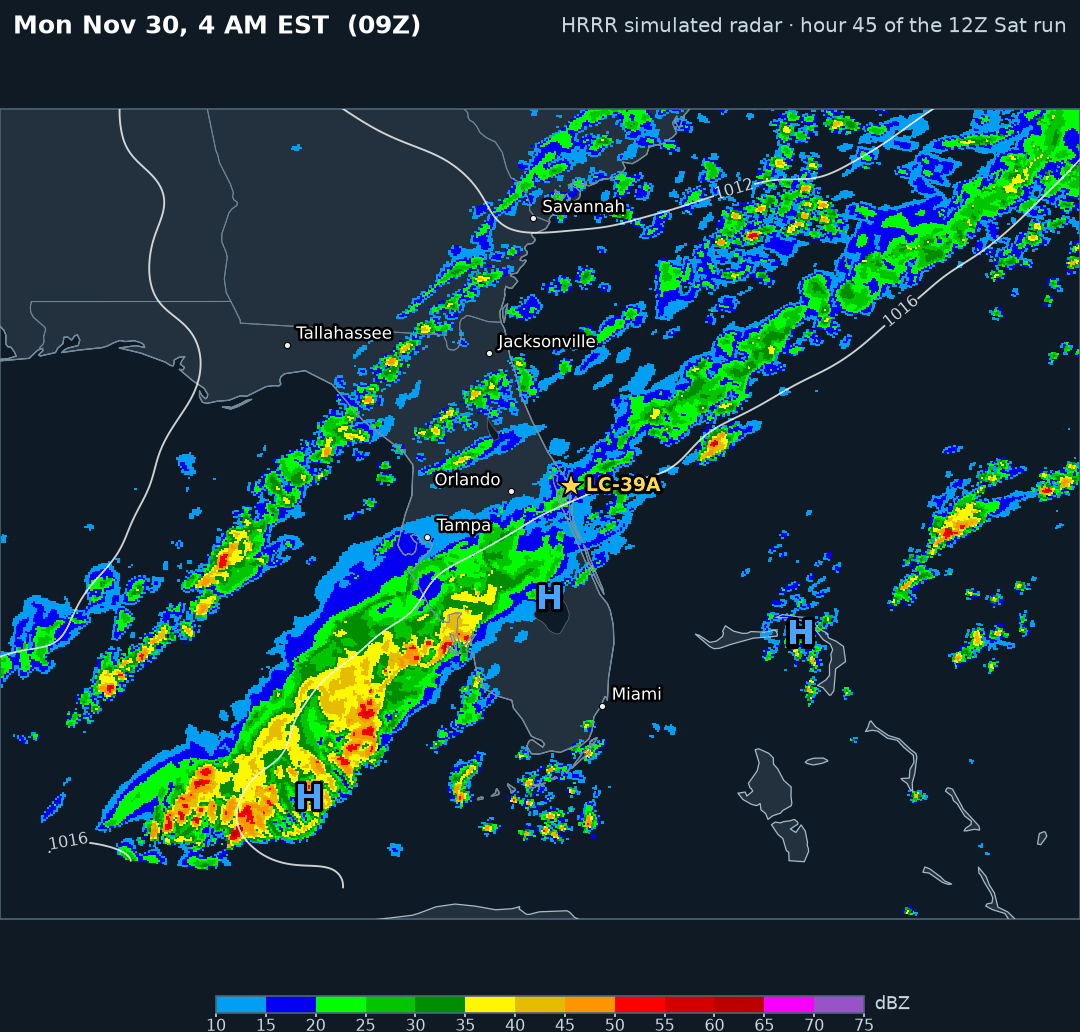 Mon Nov 30, 4 AM EST (09Z)
HRRR simulated radar · hour 45 of the 12Z Sat run
1012
Savannah
1016
Tallahassee
Jacksonville
Orlando
LC-39A
Tampa
H
H
Miami
H
1016
dBZ
10 15 20 25 30 35 40 45 50 55 60 65 70 75